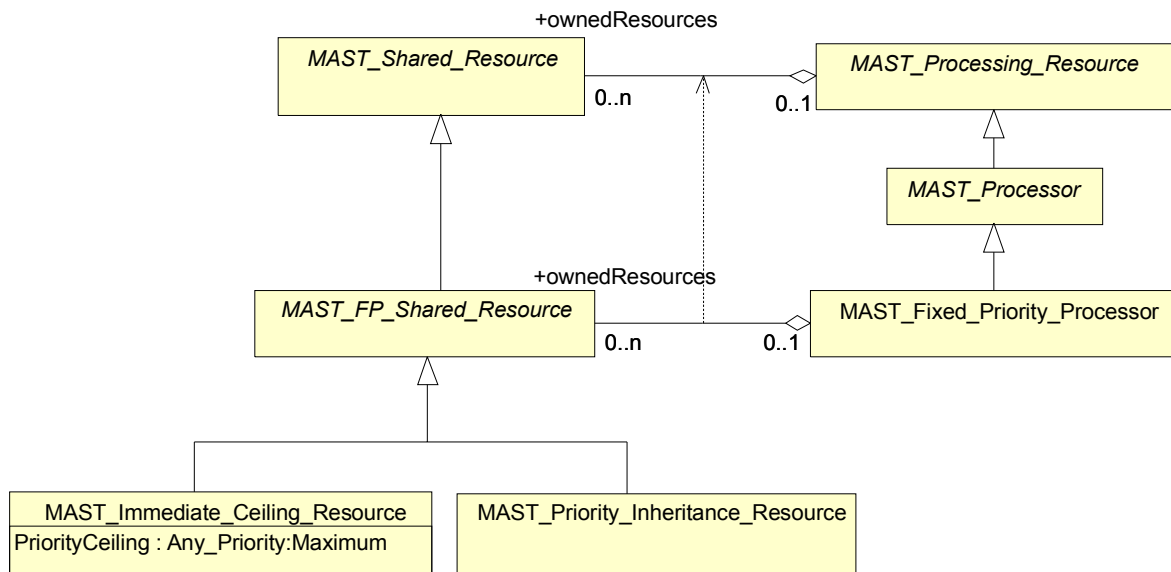 +ownedResources
MAST_Shared_Resource
MAST_Processing_Resource
0..n
0..1
MAST_Processor
+ownedResources
MAST_FP_Shared_Resource
MAST_Fixed_Priority_Processor
0..n
0..1
MAST_Immediate_Ceiling_Resource
MAST_Priority_Inheritance_Resource
PriorityCeiling : Any_Priority:Maximum